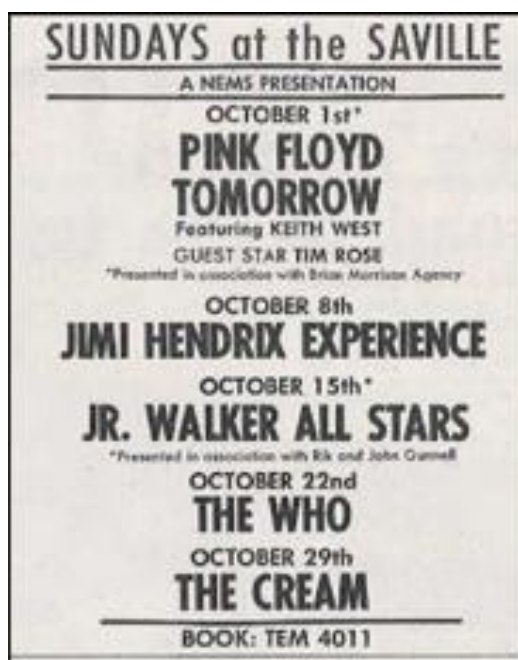 SUNDAYS at the SAVILLE
A NEMS PRESENTATION
OCTOBER 1st*
PINK FLOYD
TOMORROW
Featuring KEITH WEST
GUEST STAR TIM ROSE
*Presented in association with Brian Morrison Agency
OCTOBER 8th
JIMI HENDRIX EXPERIENCE
OCTOBER 15th*
JR. WALKER ALL STARS
*Presented in association with Rik and John Gunnell
OCTOBER 22nd
THE WHO
OCTOBER 29th
THE CREAM
BOOK: TEM 4011